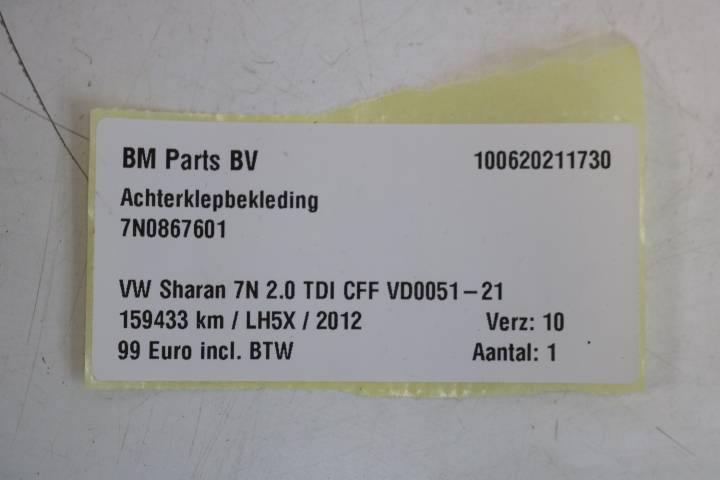 BM Parts BV 100620211730
Achterklepbekleding
7N0867601
VW Sharan 7N 2.0 TDI CFF VD0051-21
159433 km / LH5X / 2012 Verz: 10
99 Euro incl. BTW Aantal: 1